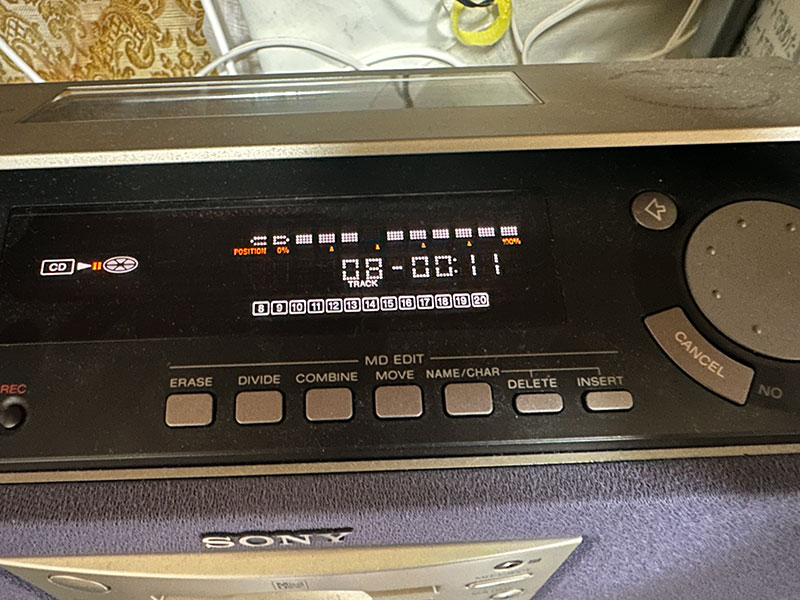 POSITION 0% 100%
CD
08-00:11
TRACK
8 9 10 11 12 13 14 15 16 17 18 19 20
MD EDIT
ERASE DIVIDE COMBINE MOVE NAME/CHAR DELETE INSERT
REC
CANCEL
NO
SONY